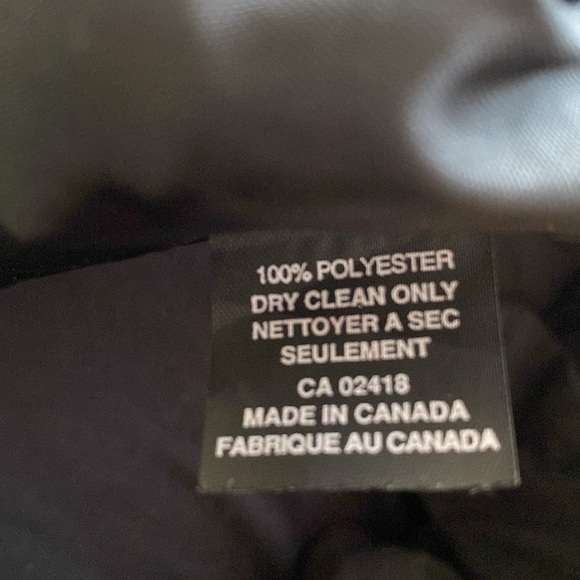 100% POLYESTER
DRY CLEAN ONLY
NETTOYER A SEC
SEULEMENT
CA 02418
MADE IN CANADA
FABRIQUE AU CANADA